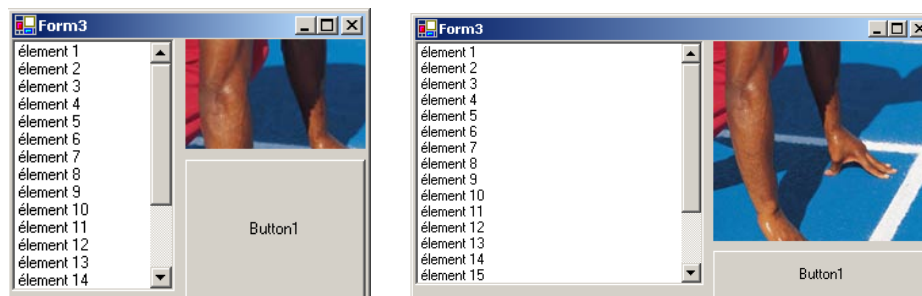 Form3
élement 1
élement 2
élement 3
élement 4
élement 5
élement 6
élement 7
élement 8
élement 9
élement 10
élement 11
élement 12
élement 13
élement 14
Button1
Form3
élement 1
élement 2
élement 3
élement 4
élement 5
élement 6
élement 7
élement 8
élement 9
élement 10
élement 11
élement 12
élement 13
élement 14
élement 15
Button1